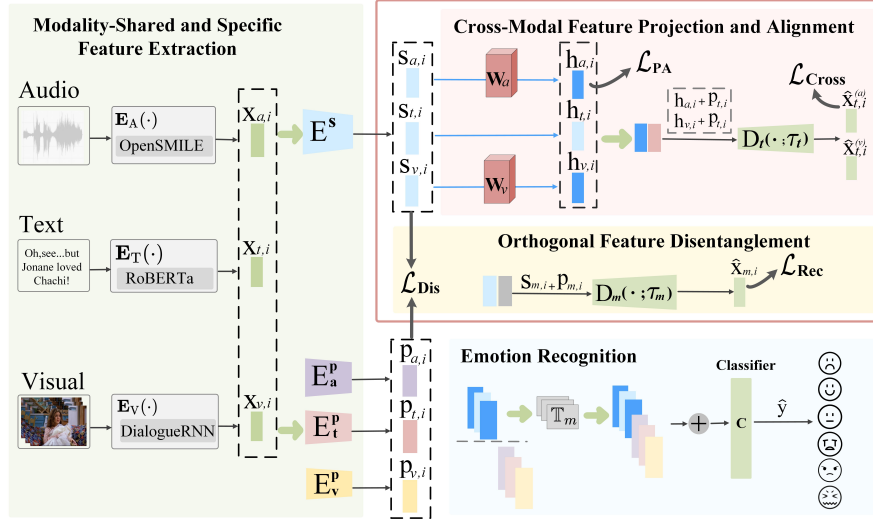 Modality-Shared and Specific
Feature Extraction
Audio
E_A(·)
OpenSMILE
x_{a,i}
E^s
Text
Oh,see...but
Jonane loved
Chachi!
E_T(·)
RoBERTa
x_{t,i}
Visual
E_V(·)
DialogueRNN
x_{v,i}
E_a^p
E_t^p
E_v^p
s_{a,i}
s_{t,i}
s_{v,i}
ℒ_Dis
p_{a,i}
p_{t,i}
p_{v,i}
Cross-Modal Feature Projection and Alignment
W_a
W_v
h_{a,i}
h_{t,i}
h_{v,i}
ℒ_PA
h_{a,i}+p_{t,i}
h_{v,i}+p_{t,i}
D_t(·;τ_t)
ℒ_Cross
x̂_{t,i}^{(a)}
x̂_{t,i}^{(v)}
Orthogonal Feature Disentanglement
s_{m,i}+p_{m,i}
D_m(·;τ_m)
x̂_{m,i}
ℒ_Rec
Emotion Recognition
𝕋_m
+
Classifier
C
ŷ